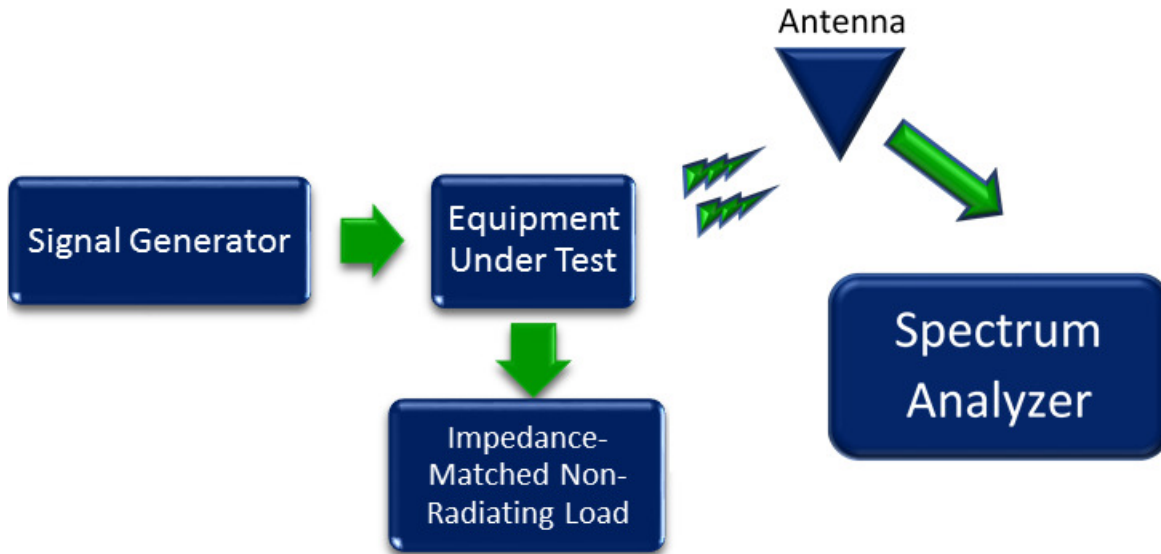 Antenna
Signal Generator
Equipment
Under Test
Spectrum
Analyzer
Impedance-
Matched Non-
Radiating Load